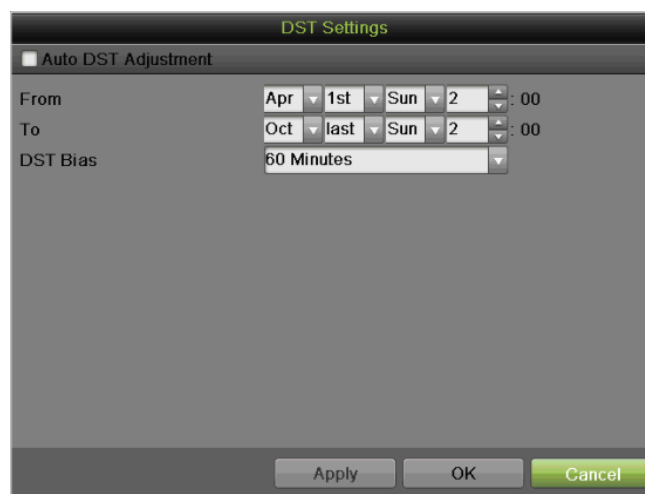 DST Settings
Auto DST Adjustment
From Apr 1st Sun 2 : 00
To Oct last Sun 2 : 00
DST Bias 60 Minutes
Apply OK Cancel